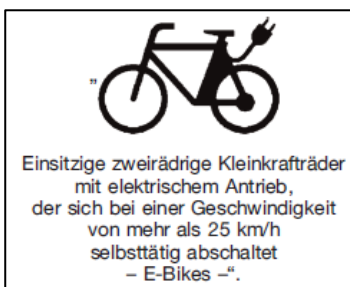 ”
Einsitzige zweirädrige Kleinkrafträder
mit elektrischem Antrieb,
der sich bei einer Geschwindigkeit
von mehr als 25 km/h
selbsttätig abschaltet
– E-Bikes –“.